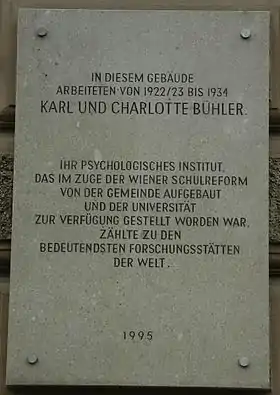 IN DIESEM GEBÄUDE
ARBEITETEN VON 1922/23 BIS 1934
KARL UND CHARLOTTE BÜHLER.
IHR PSYCHOLOGISCHES INSTITUT,
DAS IM ZUGE DER WIENER SCHULREFORM
VON DER GEMEINDE AUFGEBAUT
UND DER UNIVERSITÄT
ZUR VERFÜGUNG GESTELLT WORDEN WAR,
ZÄHLTE ZU DEN
BEDEUTENDSTEN FORSCHUNGSSTÄTTEN
DER WELT.
1995